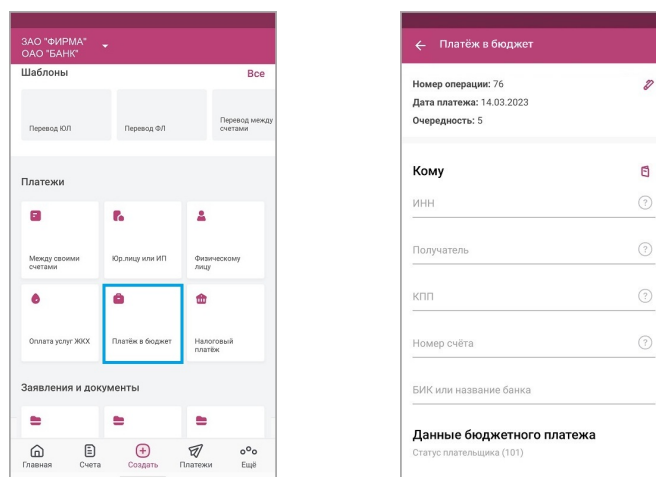 ЗАО "ФИРМА"
ОАО "БАНК"
Шаблоны
Все
Перевод ЮЛ
Перевод ФЛ
Перевод между
счетами
Платежи
Между своими
счетами
Юр.лицу или ИП
Физическому
лицу
Оплата услуг ЖКХ
Платёж в бюджет
Налоговый
платёж
Заявления и документы
Главная
Счета
Создать
Платежи
Ещё
Платёж в бюджет
Номер операции: 76
Дата платежа: 14.03.2023
Очередность: 5
Кому
ИНН
?
Получатель
?
КПП
?
Номер счёта
?
БИК или название банка
Данные бюджетного платежа
Статус плательщика (101)